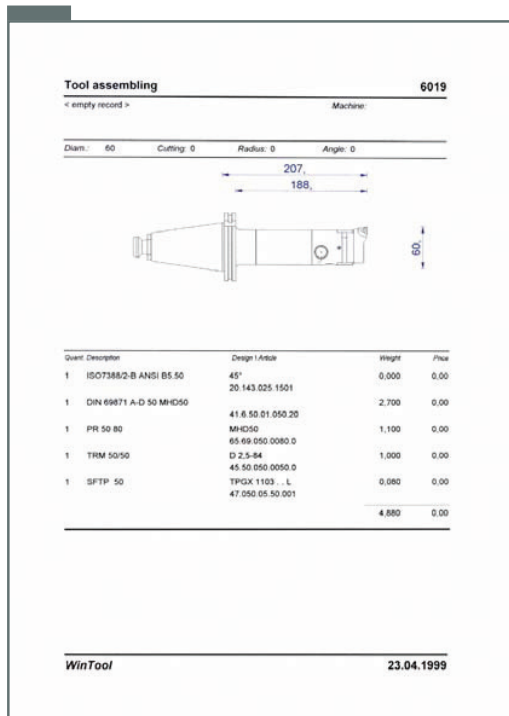 Tool assembling 6019
< empty record > Machine:
Diam.: 60 Cutting: 0 Radius: 0 Angle: 0
207,
188,
60,
Quant. Description Design \ Article Weight Price
1 ISO7388/2-B ANSI B5.50 45° 0,000 0,00
20.143.025.1501
1 DIN 69871 A-D 50 MHD50 2,700 0,00
41.6.50.01.050.20
1 PR 50 80 MHD50 1,100 0,00
65.69.050.0080.0
1 TRM 50/50 D 2,5-84 1,000 0,00
45.50.050.0050.0
1 SFTP 50 TPGX 1103 . . L 0,080 0,00
47.050.05.50.001
4,880 0,00
WinTool 23.04.1999